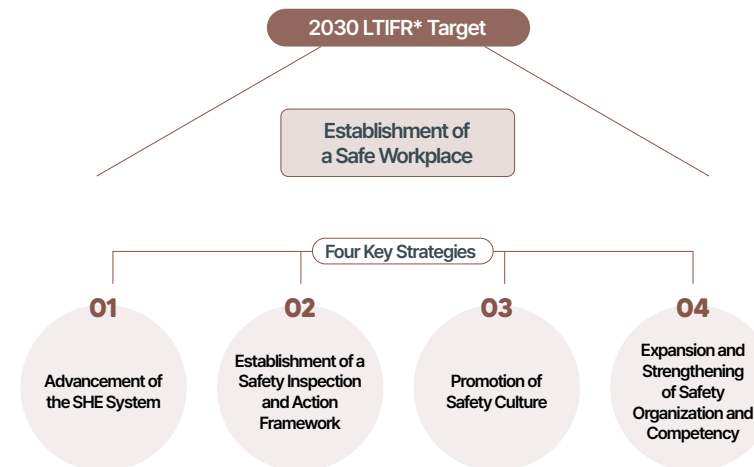 2030 LTIFR* Target
Establishment of
a Safe Workplace
Four Key Strategies
01
Advancement of
the SHE System
02
Establishment of a
Safety Inspection
and Action
Framework
03
Promotion of
Safety Culture
04
Expansion and
Strengthening
of Safety
Organization and
Competency